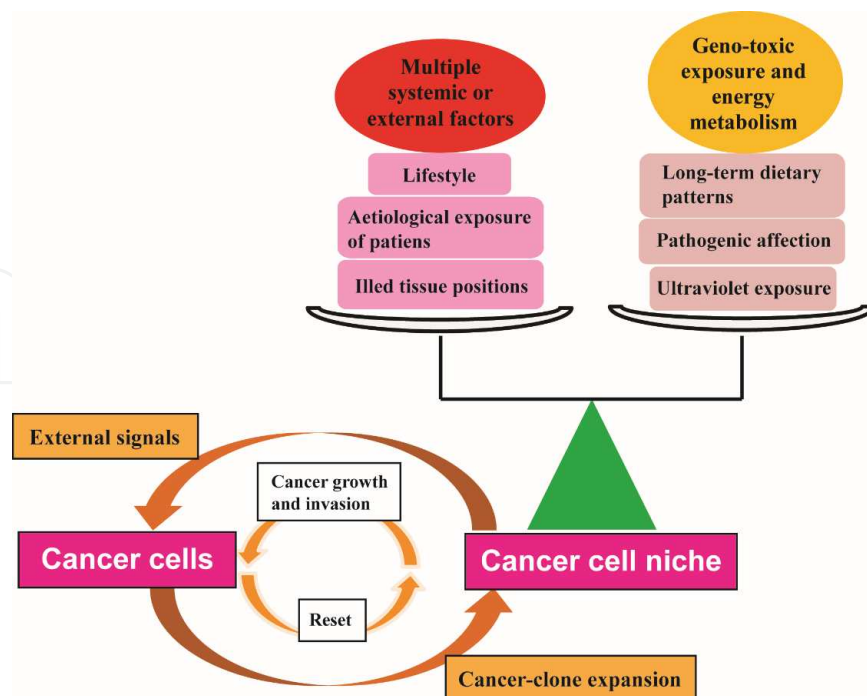 Multiple
systemic or
external factors
Geno-toxic
exposure and
energy
metabolism
Lifestyle
Aetiological exposure
of patiens
Illed tissue positions
Long-term dietary
patterns
Pathogenic affection
Ultraviolet exposure
External signals
Cancer growth
and invasion
Cancer cells
Cancer cell niche
Reset
Cancer-clone expansion